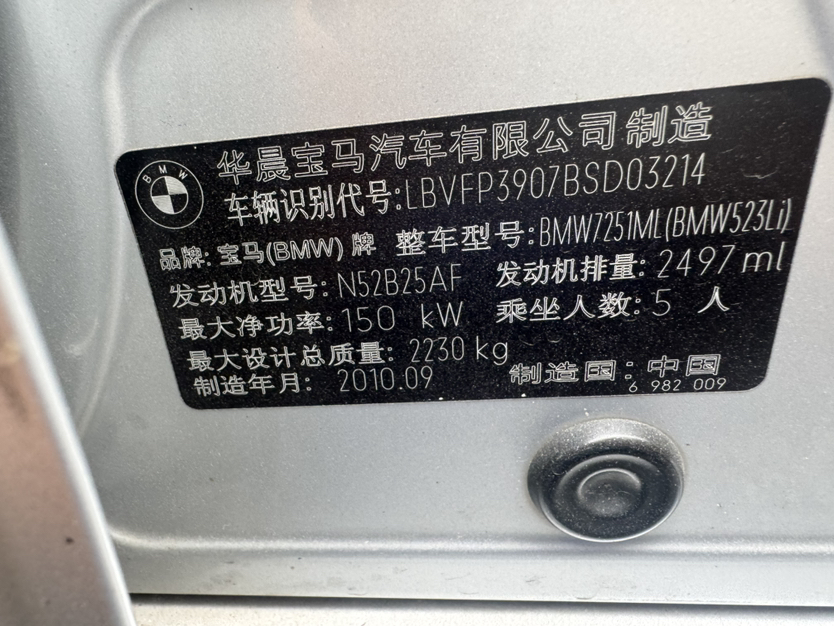 BMW
华晨宝马汽车有限公司制造
车辆识别代号:LBVFP3907BSD03214
品牌: 宝马(BMW) 牌 整车型号:BMW7251ML(BMW523Li)
发动机型号: N52B25AF 发动机排量: 2497 ml
最大净功率: 150 kW 乘坐人数: 5 人
最大设计总质量: 2230 kg
制造年月: 2010.09 制造国: 中国
6 982 009